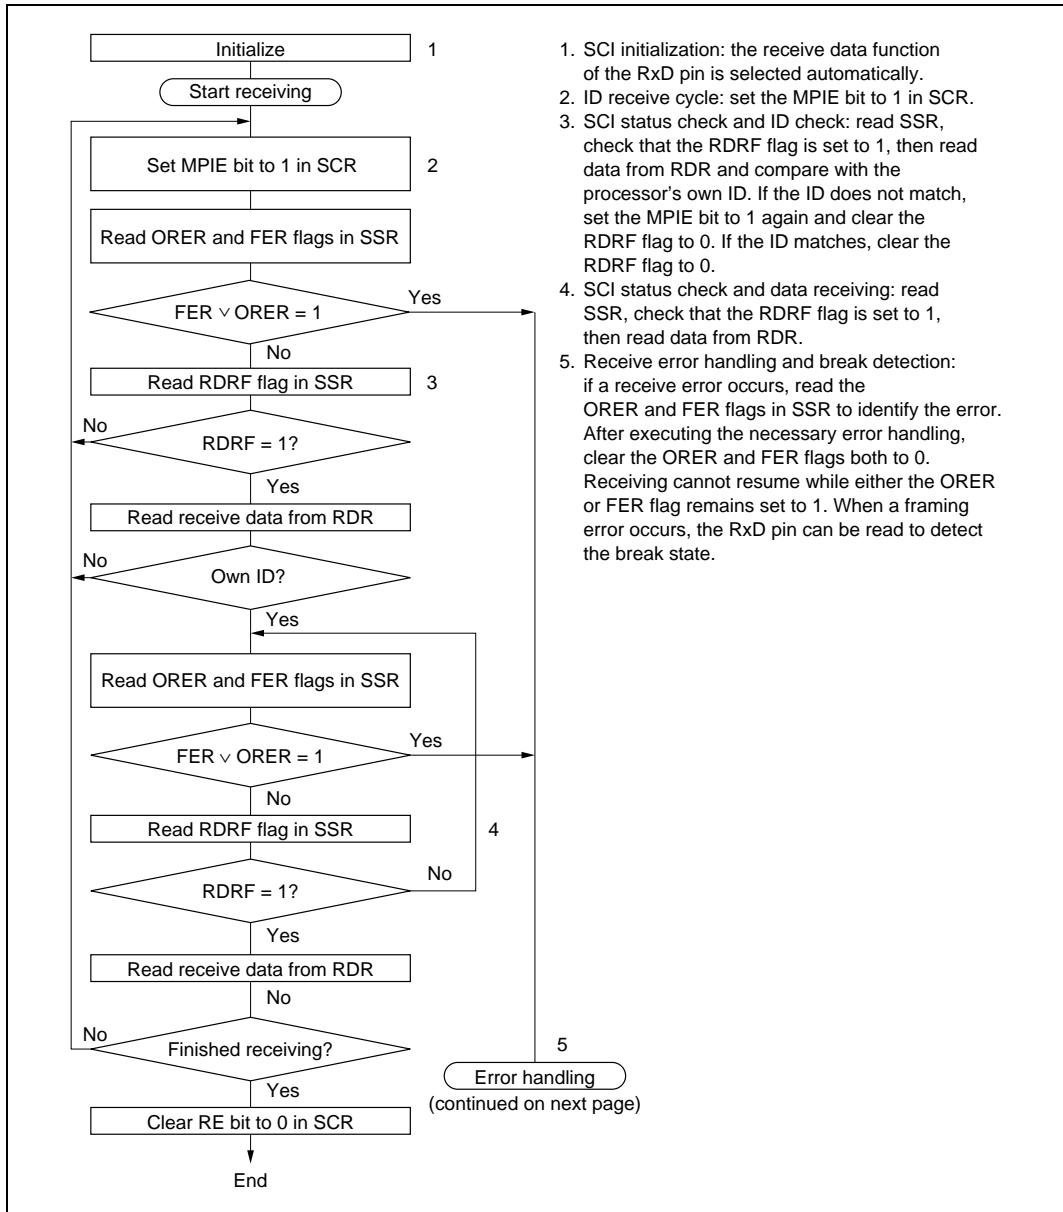 Initialize
1
Start receiving
Set MPIE bit to 1 in SCR
2
Read ORER and FER flags in SSR
FER ∨ ORER = 1
Yes
No
Read RDRF flag in SSR
3
No
RDRF = 1?
Yes
Read receive data from RDR
No
Own ID?
Yes
Read ORER and FER flags in SSR
FER ∨ ORER = 1
Yes
No
Read RDRF flag in SSR
4
No
RDRF = 1?
Yes
Read receive data from RDR
No
No
Finished receiving?
Yes
Clear RE bit to 0 in SCR
End
5
Error handling
(continued on next page)
1. SCI initialization: the receive data function
of the RxD pin is selected automatically.
2. ID receive cycle: set the MPIE bit to 1 in SCR.
3. SCI status check and ID check: read SSR,
check that the RDRF flag is set to 1, then read
data from RDR and compare with the
processor's own ID. If the ID does not match,
set the MPIE bit to 1 again and clear the
RDRF flag to 0. If the ID matches, clear the
RDRF flag to 0.
4. SCI status check and data receiving: read
SSR, check that the RDRF flag is set to 1,
then read data from RDR.
5. Receive error handling and break detection:
if a receive error occurs, read the
ORER and FER flags in SSR to identify the error.
After executing the necessary error handling,
clear the ORER and FER flags both to 0.
Receiving cannot resume while either the ORER
or FER flag remains set to 1. When a framing
error occurs, the RxD pin can be read to detect
the break state.